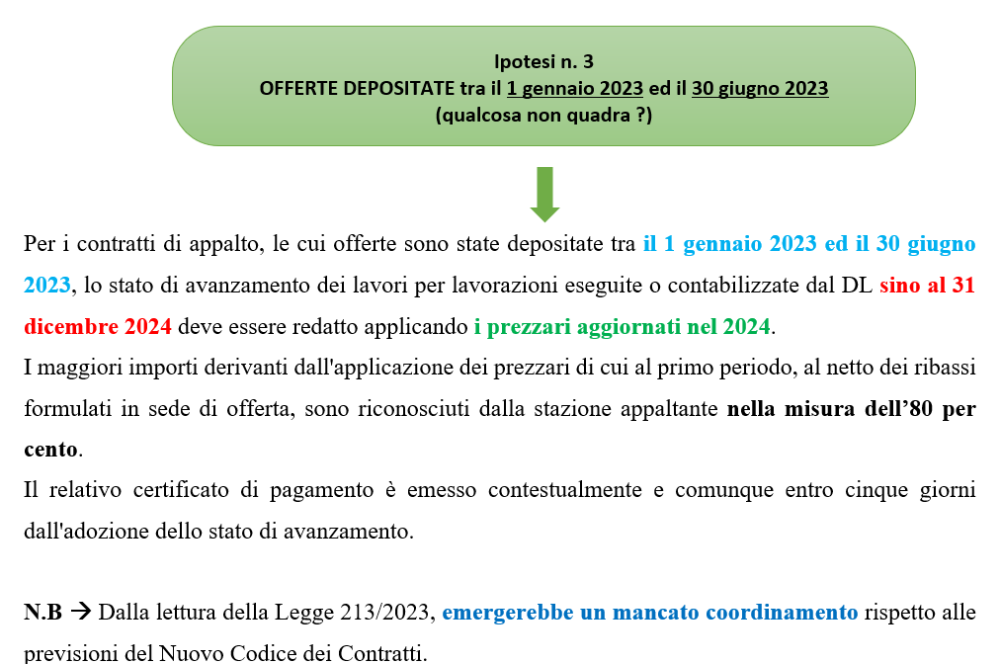 Ipotesi n. 3
OFFERTE DEPOSITATE tra il 1 gennaio 2023 ed il 30 giugno 2023
(qualcosa non quadra ?)
Per i contratti di appalto, le cui offerte sono state depositate tra il 1 gennaio 2023 ed il 30 giugno
2023, lo stato di avanzamento dei lavori per lavorazioni eseguite o contabilizzate dal DL sino al 31
dicembre 2024 deve essere redatto applicando i prezzari aggiornati nel 2024.
I maggiori importi derivanti dall'applicazione dei prezzari di cui al primo periodo, al netto dei ribassi
formulati in sede di offerta, sono riconosciuti dalla stazione appaltante nella misura dell’80 per
cento.
Il relativo certificato di pagamento è emesso contestualmente e comunque entro cinque giorni
dall'adozione dello stato di avanzamento.
N.B → Dalla lettura della Legge 213/2023, emergerebbe un mancato coordinamento rispetto alle
previsioni del Nuovo Codice dei Contratti.